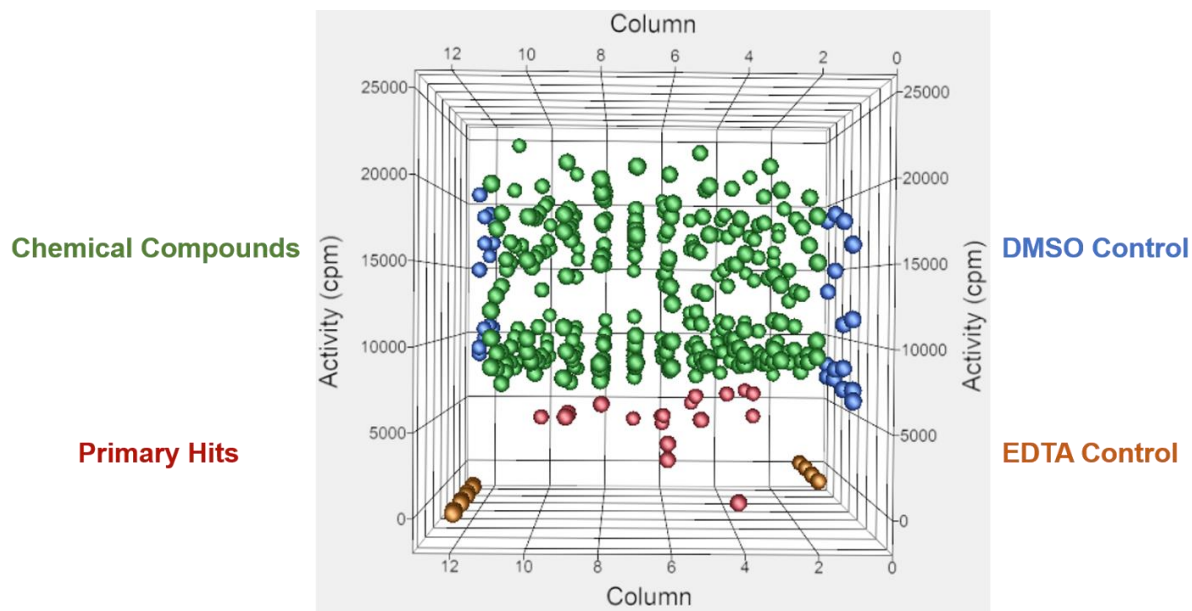 Column
12 10 8 6 4 2 0
25000 25000
20000 20000
Chemical Compounds DMSO Control
15000 15000
Activity (cpm) Activity (cpm)
10000 10000
5000 5000
Primary Hits EDTA Control
0 0
12 10 8 6 4 2 0
Column